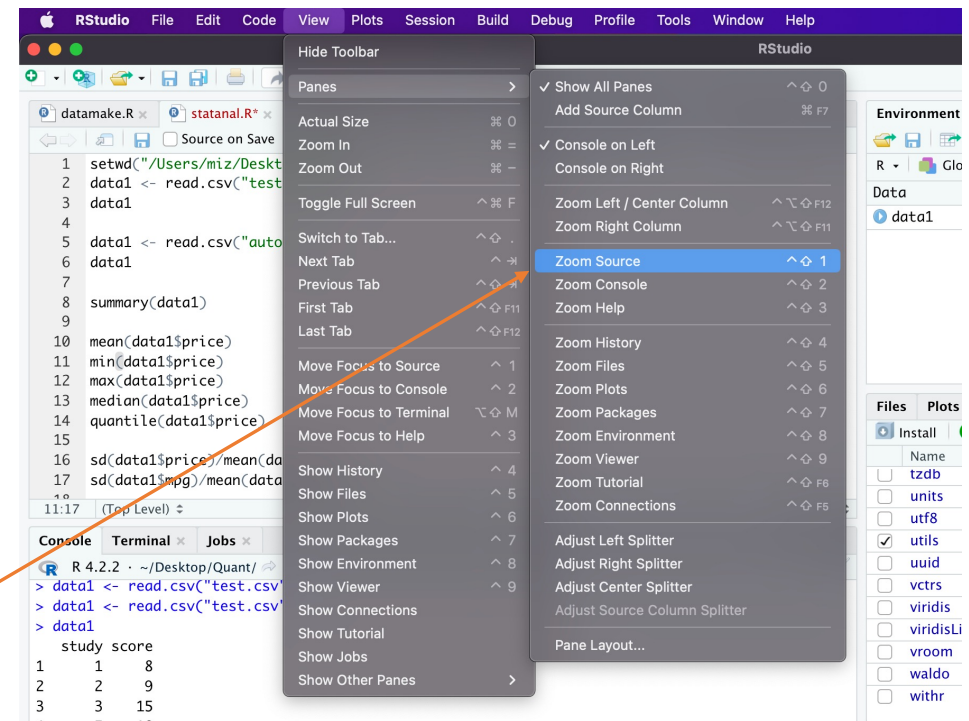 RStudio File Edit Code View Plots Session Build Debug Profile Tools Window Help
RStudio
datamake.R × statanal.R* ×
Source on Save
1 setwd("/Users/miz/Deskt
2 data1 <- read.csv("test
3 data1
4
5 data1 <- read.csv("auto
6 data1
7
8 summary(data1)
9
10 mean(data1$price)
11 min(data1$price)
12 max(data1$price)
13 median(data1$price)
14 quantile(data1$price)
15
16 sd(data1$price)/mean(da
17 sd(data1$mpg)/mean(data
11:17 (Top Level)
Console Terminal × Jobs ×
R 4.2.2 · ~/Desktop/Quant/
> data1 <- read.csv("test.csv"
> data1 <- read.csv("test.csv"
> data1
study score
1 1 8
2 2 9
3 3 15
Hide Toolbar
Panes >
Actual Size ⌘ 0
Zoom In ⌘ =
Zoom Out ⌘ −
Toggle Full Screen ^ ⌘ F
Switch to Tab... ^ ⇧ .
Next Tab ^ ⇥
Previous Tab ^ ⇧ ⇥
First Tab ^ ⇧ F11
Last Tab ^ ⇧ F12
Move Focus to Source ^ 1
Move Focus to Console ^ 2
Move Focus to Terminal ⌥ ⇧ M
Move Focus to Help ^ 3
Show History ^ 4
Show Files ^ 5
Show Plots ^ 6
Show Packages ^ 7
Show Environment ^ 8
Show Viewer ^ 9
Show Connections
Show Tutorial
Show Jobs
Show Other Panes >
✓ Show All Panes ^ ⇧ 0
Add Source Column ⌘ F7
✓ Console on Left
Console on Right
Zoom Left / Center Column ^ ⌥ ⇧ F12
Zoom Right Column ^ ⌥ ⇧ F11
Zoom Source ^ ⇧ 1
Zoom Console ^ ⇧ 2
Zoom Help ^ ⇧ 3
Zoom History ^ ⇧ 4
Zoom Files ^ ⇧ 5
Zoom Plots ^ ⇧ 6
Zoom Packages ^ ⇧ 7
Zoom Environment ^ ⇧ 8
Zoom Viewer ^ ⇧ 9
Zoom Tutorial ^ ⇧ F6
Zoom Connections ^ ⇧ F5
Adjust Left Splitter
Adjust Right Splitter
Adjust Center Splitter
Adjust Source Column Splitter
Pane Layout...
Environment
R Glo
Data
data1
Files Plots
Install
Name
tzdb
units
utf8
✓ utils
uuid
vctrs
viridis
viridisLi
vroom
waldo
withr